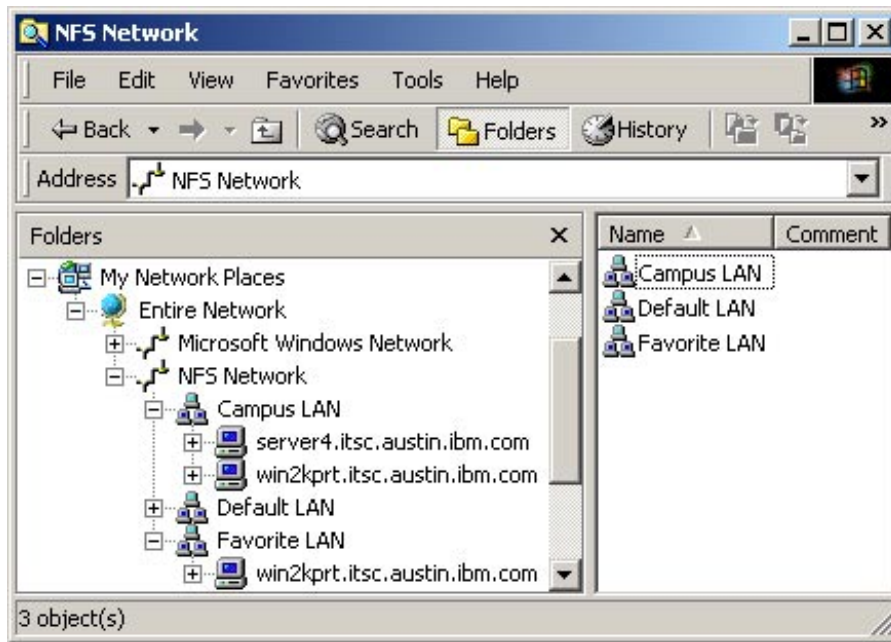 NFS Network
File Edit View Favorites Tools Help
Back Search Folders History »
Address NFS Network
Folders
My Network Places
Entire Network
Microsoft Windows Network
NFS Network
Campus LAN
server4.itsc.austin.ibm.com
win2kprt.itsc.austin.ibm.com
Default LAN
Favorite LAN
win2kprt.itsc.austin.ibm.com
Name Comment
Campus LAN
Default LAN
Favorite LAN
3 object(s)